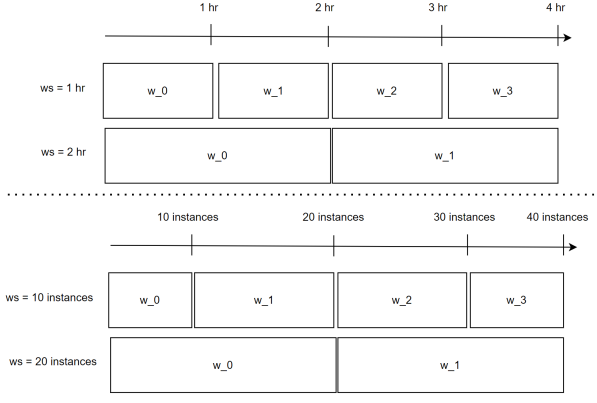 1 hr 2 hr 3 hr 4 hr
ws = 1 hr w_0 w_1 w_2 w_3
ws = 2 hr w_0 w_1
10 instances 20 instances 30 instances 40 instances
ws = 10 instances w_0 w_1 w_2 w_3
ws = 20 instances w_0 w_1